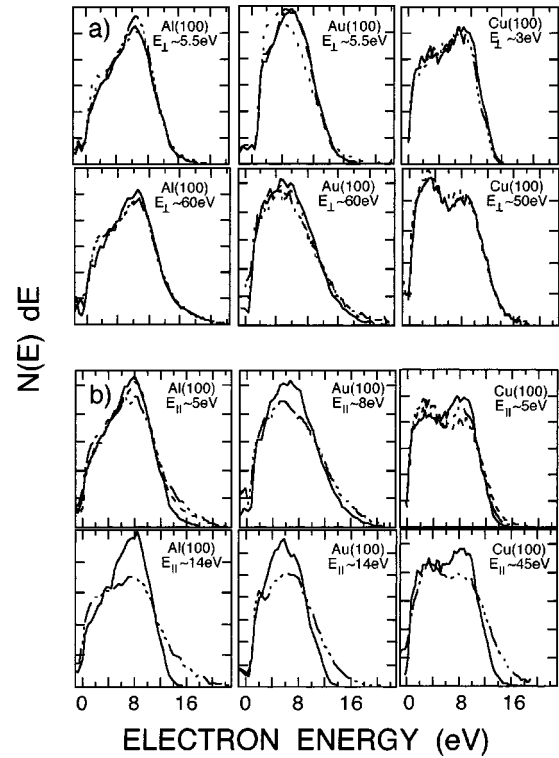 a)
Al(100)
E⊥~5.5eV
Au(100)
E⊥~5.5eV
Cu(100)
E⊥~3eV
Al(100)
E⊥~60eV
Au(100)
E⊥~60eV
Cu(100)
E⊥~50eV
N(E) dE
b)
Al(100)
E||~5eV
Au(100)
E||~8eV
Cu(100)
E||~5eV
Al(100)
E||~14eV
Au(100)
E||~14eV
Cu(100)
E||~45eV
0 8 16 0 8 16 0 8 16
ELECTRON ENERGY (eV)